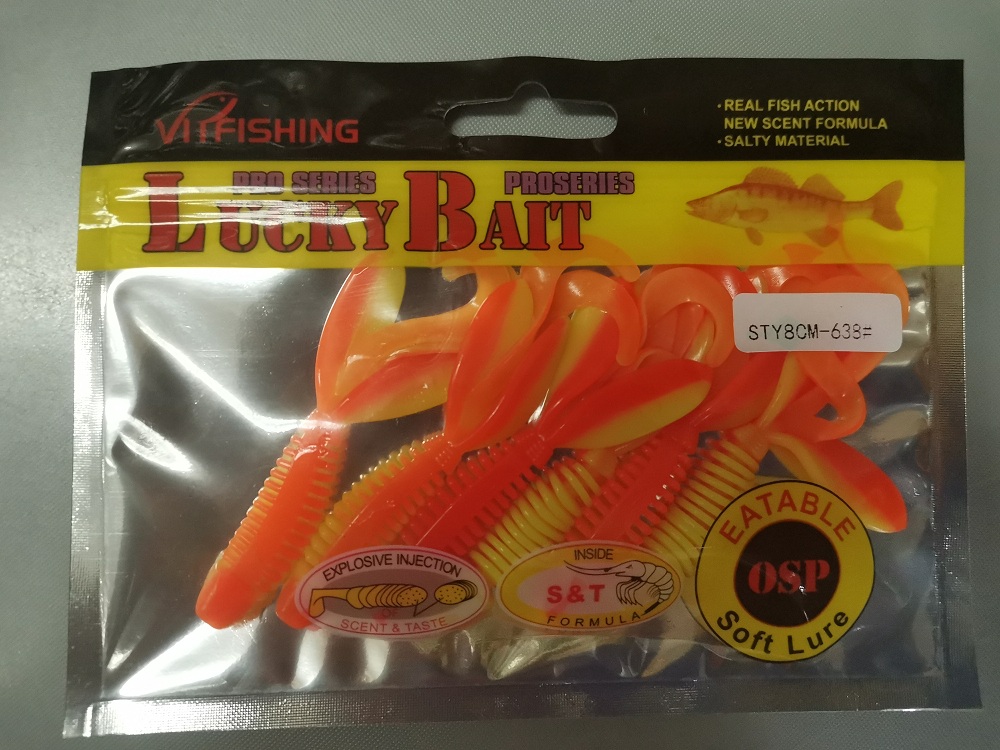 VITFISHING
· REAL FISH ACTION
NEW SCENT FORMULA
· SALTY MATERIAL
PRO SERIES PROSERIES
LUCKY BAIT
STY8CM-638#
EXPLOSIVE INJECTION
SCENT & TASTE
INSIDE
S&T
FORMULA
EATABLE
OSP
Soft Lure